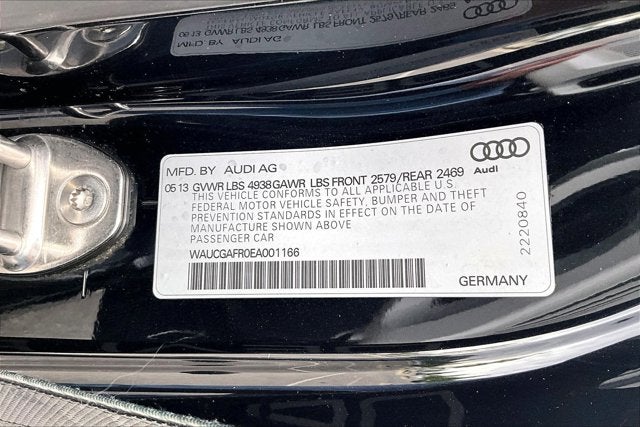 MFD. BY AUDI AG
Audi
05 13 GVWR LBS 4938 GAWR LBS FRONT 2579/REAR 2469
THIS VEHICLE CONFORMS TO ALL APPLICABLE U.S.
FEDERAL MOTOR VEHICLE SAFETY, BUMPER AND THEFT
PREVENTION STANDARDS IN EFFECT ON THE DATE OF
MANUFACTURE SHOWN ABOVE
PASSENGER CAR
WAUCGAFR0EA001166
GERMANY
2220840